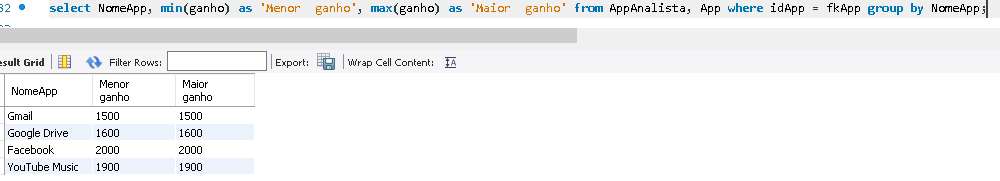 32 select NomeApp, min(ganho) as 'Menor  ganho', max(ganho) as 'Maior  ganho' from AppAnalista, App where idApp = fkApp group by NomeApp;
esult Grid Filter Rows: Export: Wrap Cell Content:
NomeApp Menor ganho Maior ganho
Gmail 1500 1500
Google Drive 1600 1600
Facebook 2000 2000
YouTube Music 1900 1900